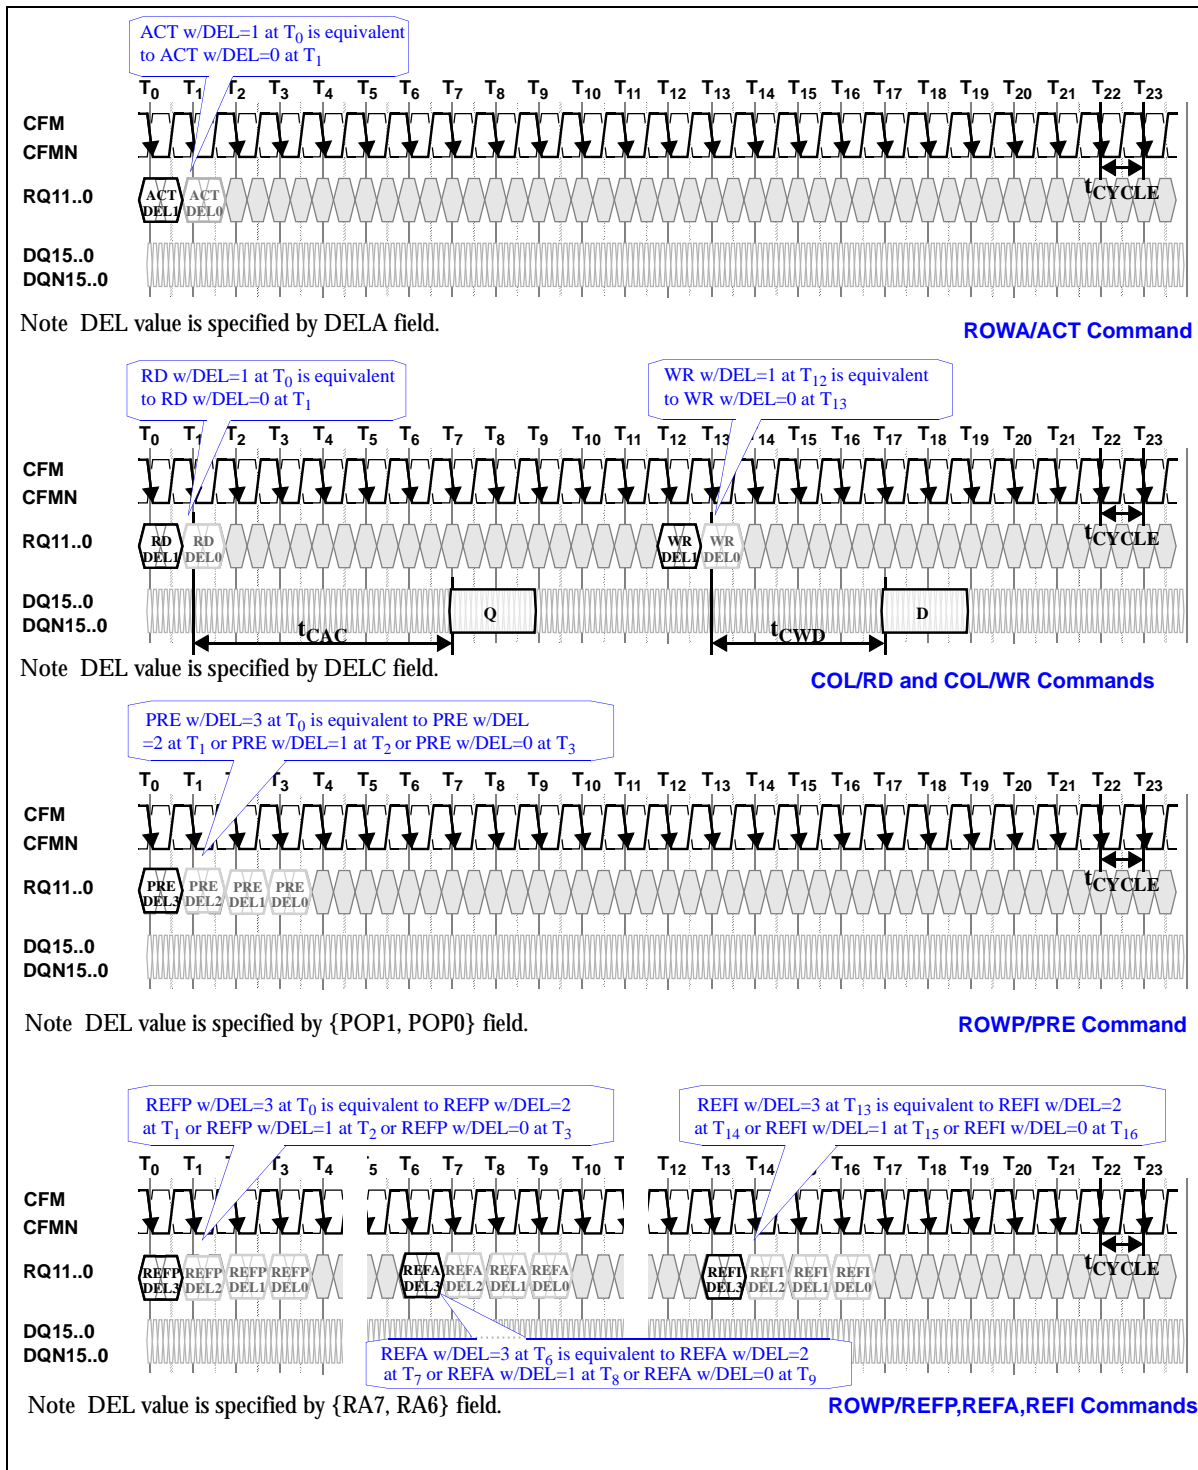 ACT w/DEL=1 at T0 is equivalent
to ACT w/DEL=0 at T1
T0 T1 T2 T3 T4 T5 T6 T7 T8 T9 T10 T11 T12 T13 T14 T15 T16 T17 T18 T19 T20 T21 T22 T23
CFM
CFMN
RQ11..0
ACT DEL1
ACT DEL0
tCYCLE
DQ15..0
DQN15..0
Note DEL value is specified by DELA field.
ROWA/ACT Command
RD w/DEL=1 at T0 is equivalent
to RD w/DEL=0 at T1
WR w/DEL=1 at T12 is equivalent
to WR w/DEL=0 at T13
T0 T1 T2 T3 T4 T5 T6 T7 T8 T9 T10 T11 T12 T13 T14 T15 T16 T17 T18 T19 T20 T21 T22 T23
CFM
CFMN
RQ11..0
RD DEL1
RD DEL0
WR DEL1
WR DEL0
tCYCLE
DQ15..0
DQN15..0
Q
D
tCAC
tCWD
Note DEL value is specified by DELC field.
COL/RD and COL/WR Commands
PRE w/DEL=3 at T0 is equivalent to PRE w/DEL
=2 at T1 or PRE w/DEL=1 at T2 or PRE w/DEL=0 at T3
T0 T1 T3 T4 T5 T6 T7 T8 T9 T10 T11 T12 T13 T14 T15 T16 T17 T18 T19 T20 T21 T22 T23
CFM
CFMN
RQ11..0
PRE DEL3
PRE DEL2
PRE DEL1
PRE DEL0
tCYCLE
DQ15..0
DQN15..0
Note DEL value is specified by {POP1, POP0} field.
ROWP/PRE Command
REFP w/DEL=3 at T0 is equivalent to REFP w/DEL=2
at T1 or REFP w/DEL=1 at T2 or REFP w/DEL=0 at T3
REFI w/DEL=3 at T13 is equivalent to REFI w/DEL=2
at T14 or REFI w/DEL=1 at T15 or REFI w/DEL=0 at T16
T0 T1 T3 T4 5 T6 T7 T8 T9 T10 T12 T13 T14 T16 T17 T18 T19 T20 T21 T22 T23
CFM
CFMN
RQ11..0
REFP DEL3
REFP DEL2
REFP DEL1
REFP DEL0
REFA DEL3
REFA DEL2
REFA DEL1
REFA DEL0
REFI DEL3
REFI DEL2
REFI DEL1
REFI DEL0
tCYCLE
DQ15..0
DQN15..0
REFA w/DEL=3 at T6 is equivalent to REFA w/DEL=2
at T7 or REFA w/DEL=1 at T8 or REFA w/DEL=0 at T9
Note DEL value is specified by {RA7, RA6} field.
ROWP/REFP,REFA,REFI Commands